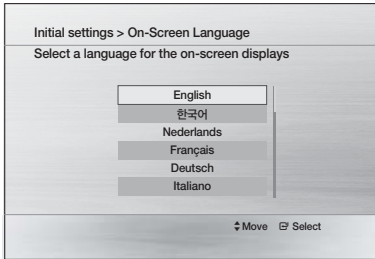 Initial settings > On-Screen Language
Select a language for the on-screen displays
English
한국어
Nederlands
Français
Deutsch
Italiano
Move Select